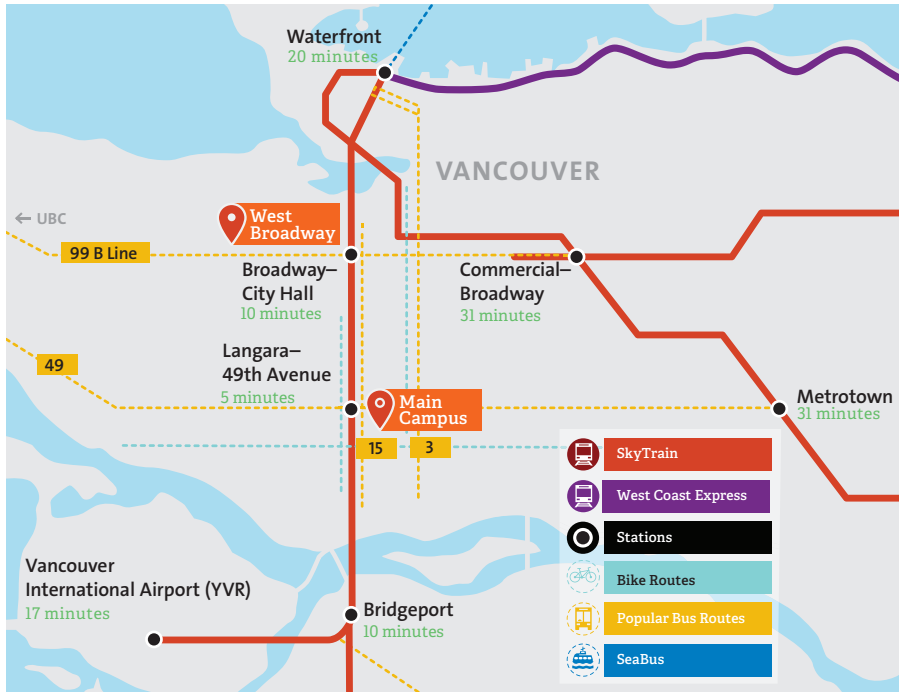 Waterfront
20 minutes
VANCOUVER
← UBC
West
Broadway
99 B Line
Broadway–
City Hall
10 minutes
Commercial–
Broadway
31 minutes
Langara–
49th Avenue
5 minutes
49
Main
Campus
Metrotown
31 minutes
15
3
SkyTrain
West Coast Express
Stations
Bike Routes
Popular Bus Routes
SeaBus
Vancouver
International Airport (YVR)
17 minutes
Bridgeport
10 minutes